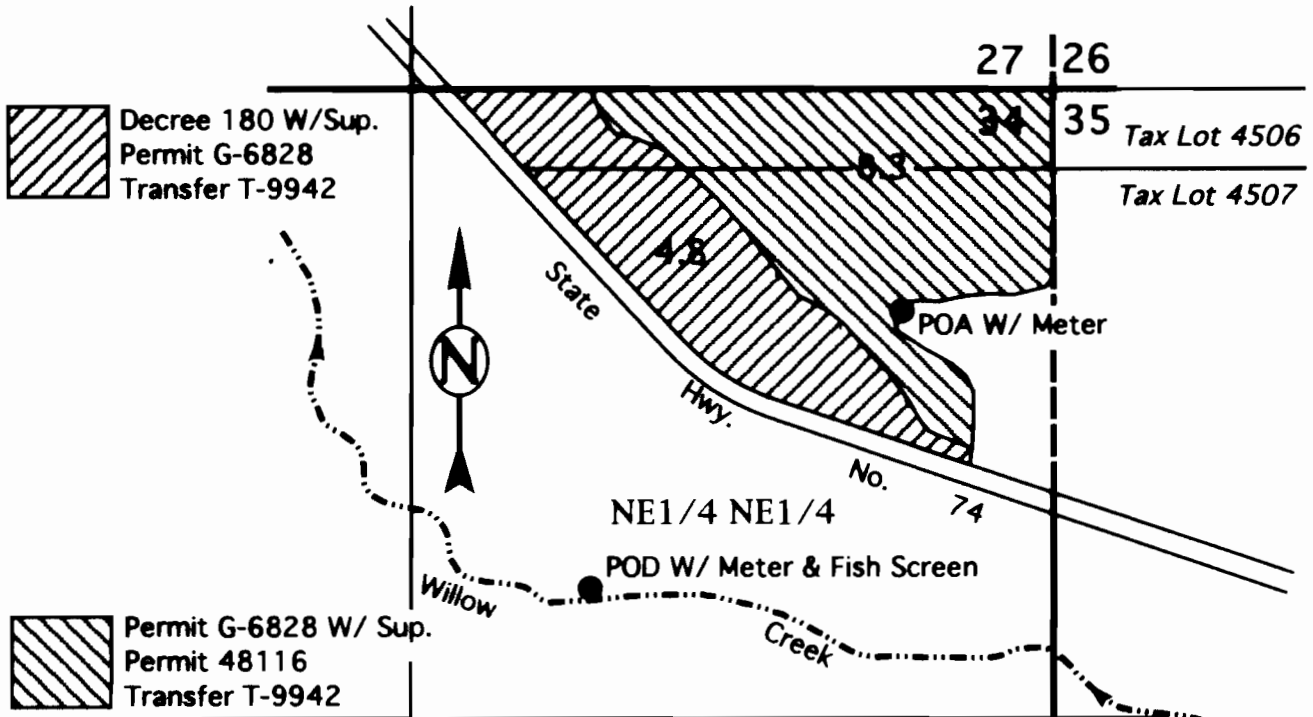 27 26
34 35
Tax Lot 4506
Tax Lot 4507
Decree 180 W/Sup.
Permit G-6828
Transfer T-9942
4.8
State
Hwy.
No.
74
N
POA W/ Meter
NE1/4 NE1/4
POD W/ Meter & Fish Screen
Willow
Creek
Permit G-6828 W/ Sup.
Permit 48116
Transfer T-9942